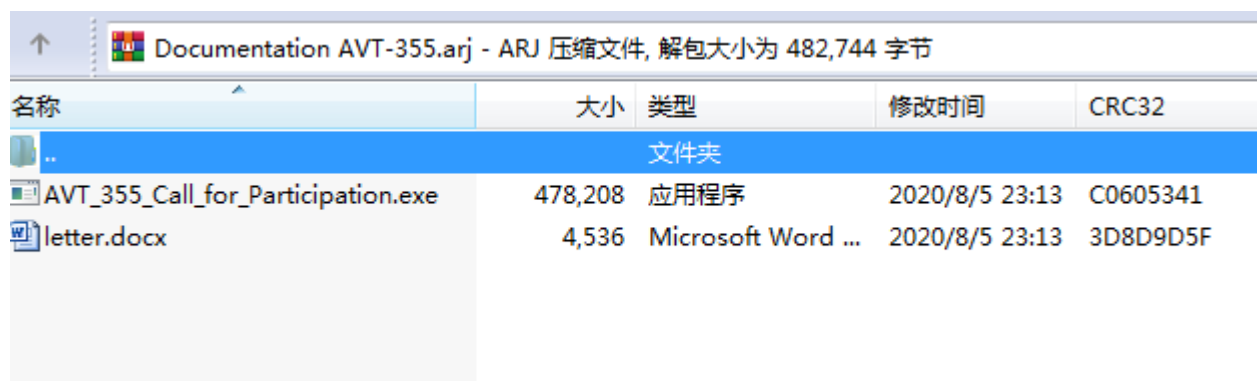 Documentation AVT-355.arj - ARJ 压缩文件, 解包大小为 482,744 字节
名称 大小 类型 修改时间 CRC32
.. 文件夹
AVT_355_Call_for_Participation.exe 478,208 应用程序 2020/8/5 23:13 C0605341
letter.docx 4,536 Microsoft Word ... 2020/8/5 23:13 3D8D9D5F